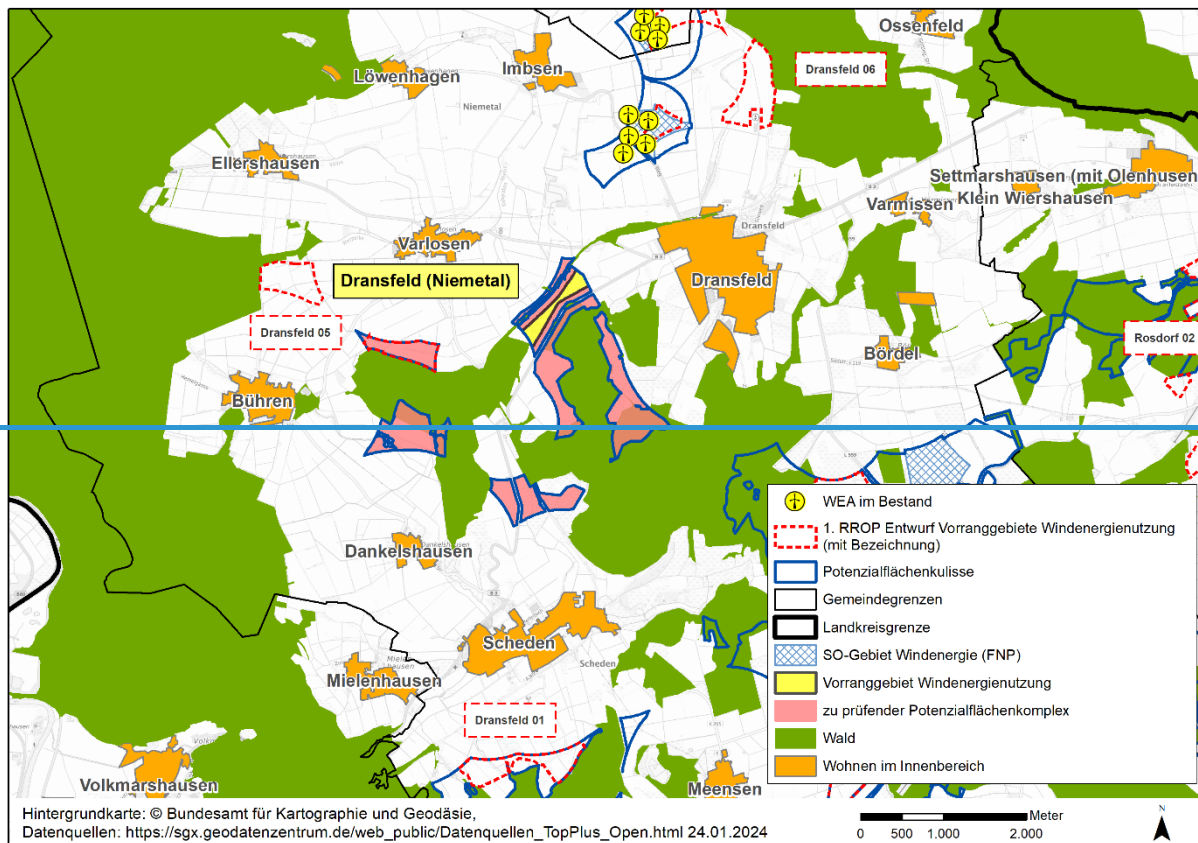 Ossenfeld
Imbsen
Löwenhagen
Dransfeld 06
Niemetal
Ellershausen
Settmarshausen (mit Olenhusen
Klein Wiershausen
Varmissen
Varlosen
Dransfeld
Dransfeld (Niemetal)
Dransfeld
Dransfeld 05
Rosdorf 02
Bördel
Bühren
Dankelshausen
Scheden
Scheden
Mielenhausen
Dransfeld 01
Volkmarshausen
Meensen
WEA im Bestand
1. RROP Entwurf Vorranggebiete Windenergienutzung
(mit Bezeichnung)
Potenzialflächenkulisse
Gemeindegrenzen
Landkreisgrenze
SO-Gebiet Windenergie (FNP)
Vorranggebiet Windenergienutzung
zu prüfender Potenzialflächenkomplex
Wald
Wohnen im Innenbereich
Hintergrundkarte: © Bundesamt für Kartographie und Geodäsie,
Datenquellen: https://sgx.geodatenzentrum.de/web_public/Datenquellen_TopPlus_Open.html 24.01.2024
Meter
0 500 1.000 2.000
N